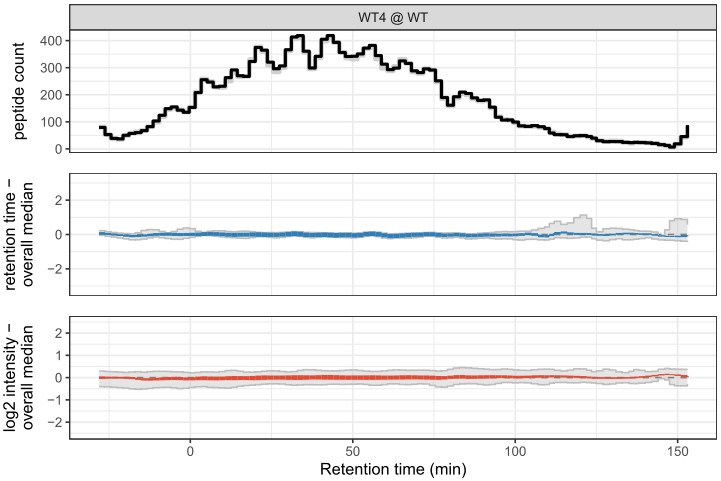 WT4 @ WT
peptide count
400
300
200
100
0
retention time −
overall median
2
0
−2
log2 intensity −
overall median
2
1
0
−1
−2
0 50 100 150
Retention time (min)